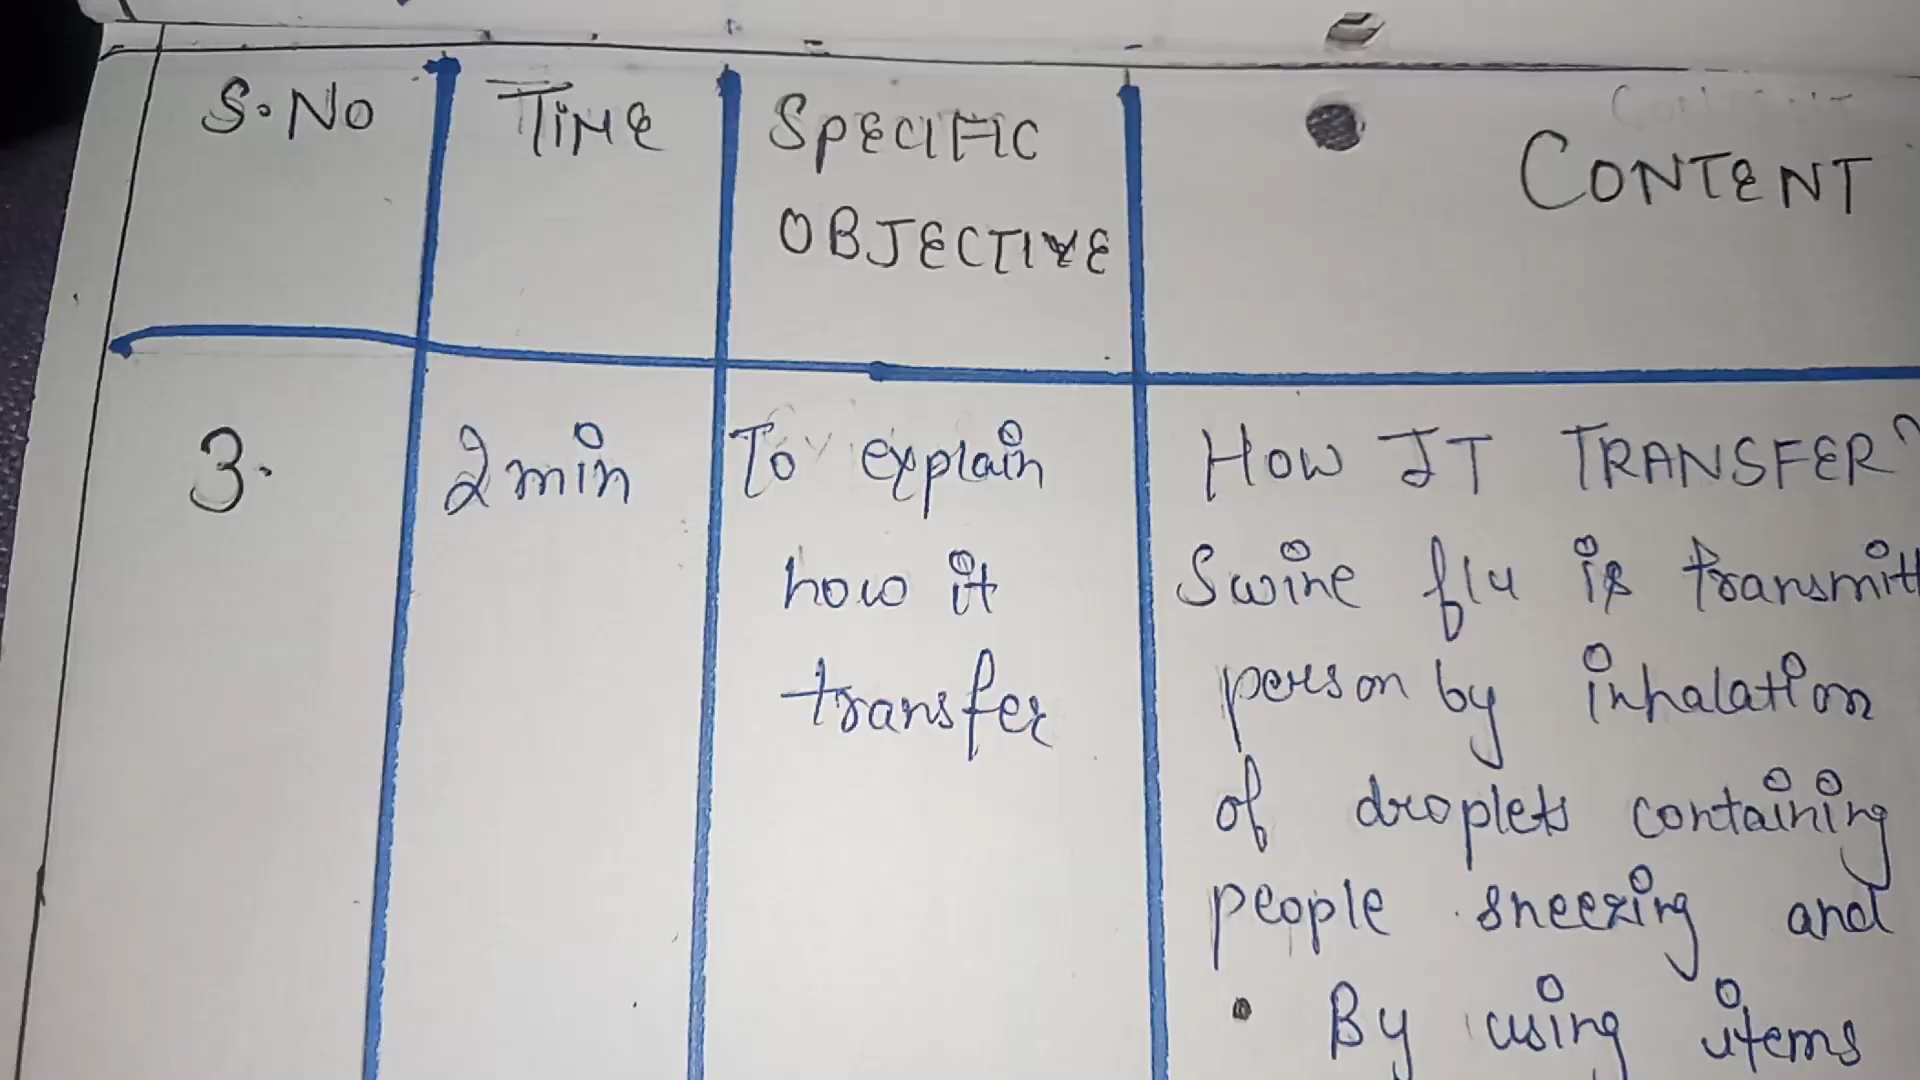 S.No
TIME
SPECIFIC
OBJECTIVE
CONTENT
3.
2 min
To explain
how it
transfer
HOW IT TRANSFER?
Swine flu is transmitt
person by inhalation
of droplets containing
people sneezing and
• By using items